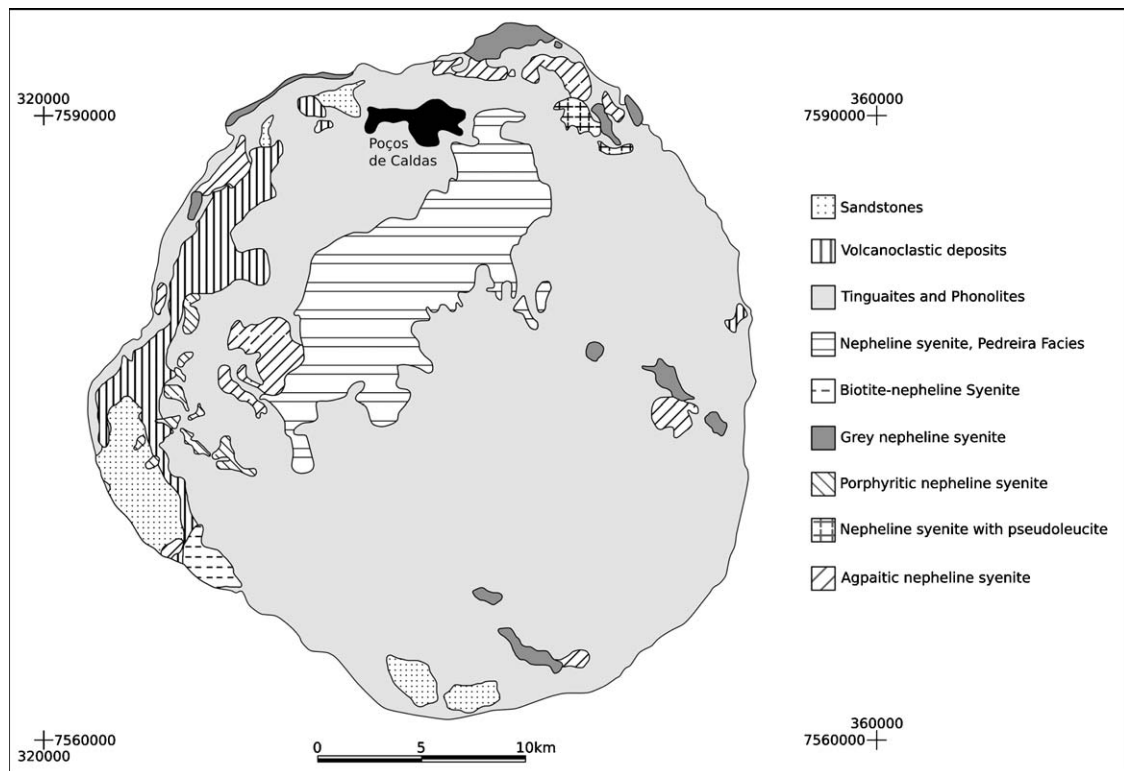 320000
7590000
360000
7590000
Poços
de Caldas
Sandstones
Volcanoclastic deposits
Tinguaites and Phonolites
Nepheline syenite, Pedreira Facies
Biotite-nepheline Syenite
Grey nepheline syenite
Porphyritic nepheline syenite
Nepheline syenite with pseudoleucite
Agpaitic nepheline syenite
7560000
320000
0 5 10km
360000
7560000